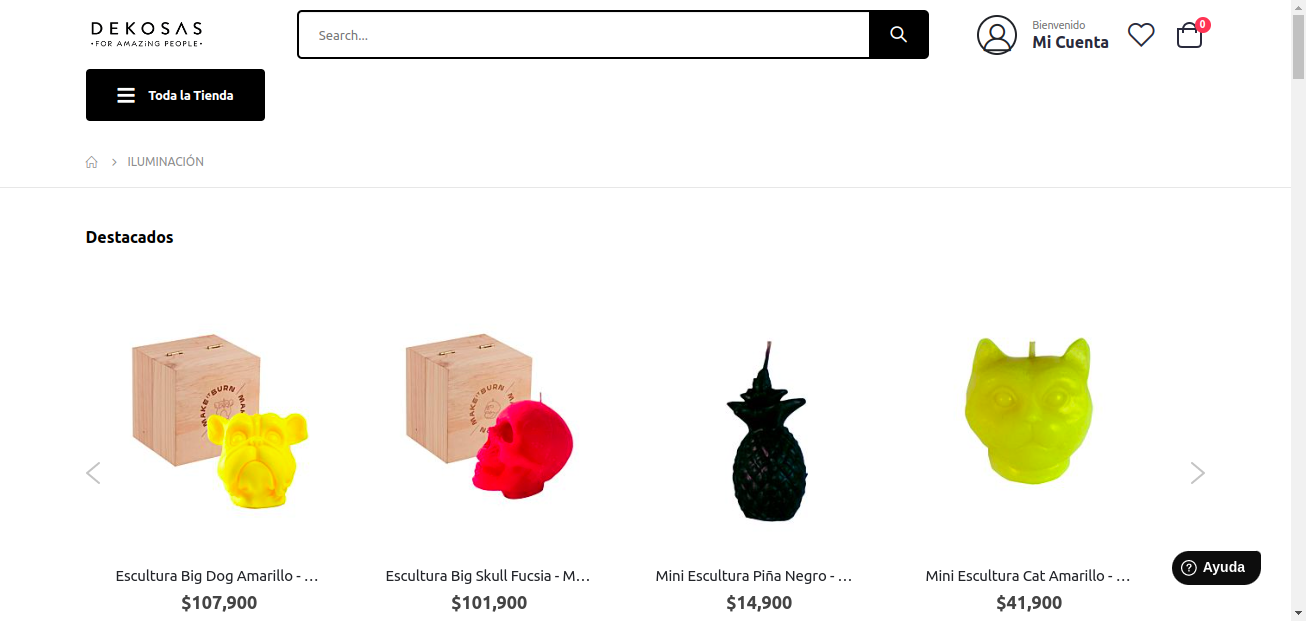 DEKOSAS
•FOR AMAZiNG PEOPLE•
Search...
Bienvenido
Mi Cuenta
0
Toda la Tienda
ILUMINACIÓN
Destacados
MAKE IT BURN
MAKE IT
Escultura Big Dog Amarillo - ...
Escultura Big Skull Fucsia - M...
Mini Escultura Piña Negro - ...
Mini Escultura Cat Amarillo - ...
$107,900
$101,900
$14,900
$41,900
? Ayuda